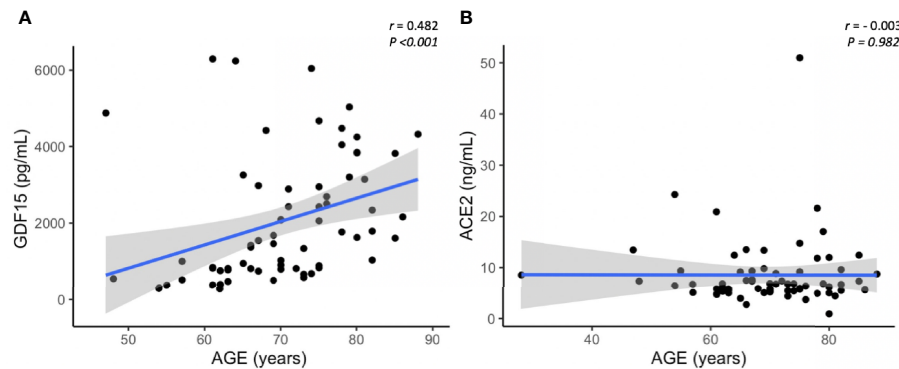 A
r = 0.482
P <0.001
6000
4000
2000
0
GDF15 (pg/mL)
50
60
70
80
90
AGE (years)
B
r = - 0.003
P = 0.982
50
40
30
20
10
0
ACE2 (ng/mL)
40
60
80
AGE (years)